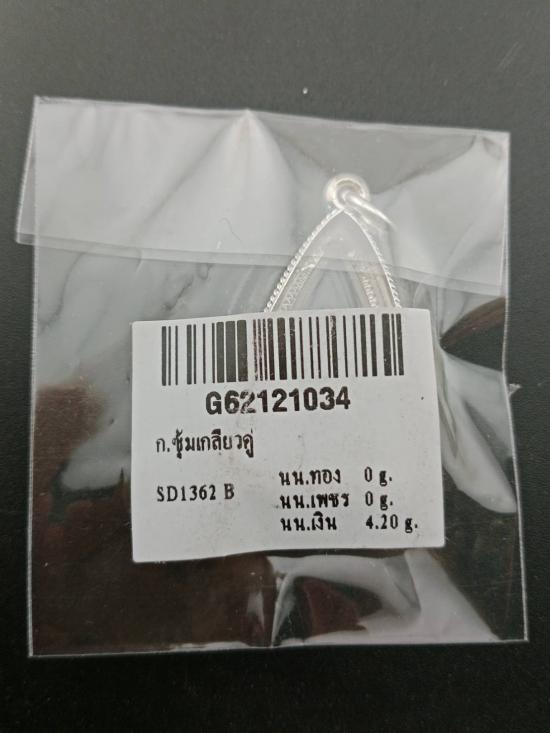 G62121034
ก.ซุ้มเกลียวคู่
SD1362 B
นน.ทอง 0 g.
นน.เพชร 0 g.
นน.เงิน 4.20 g.